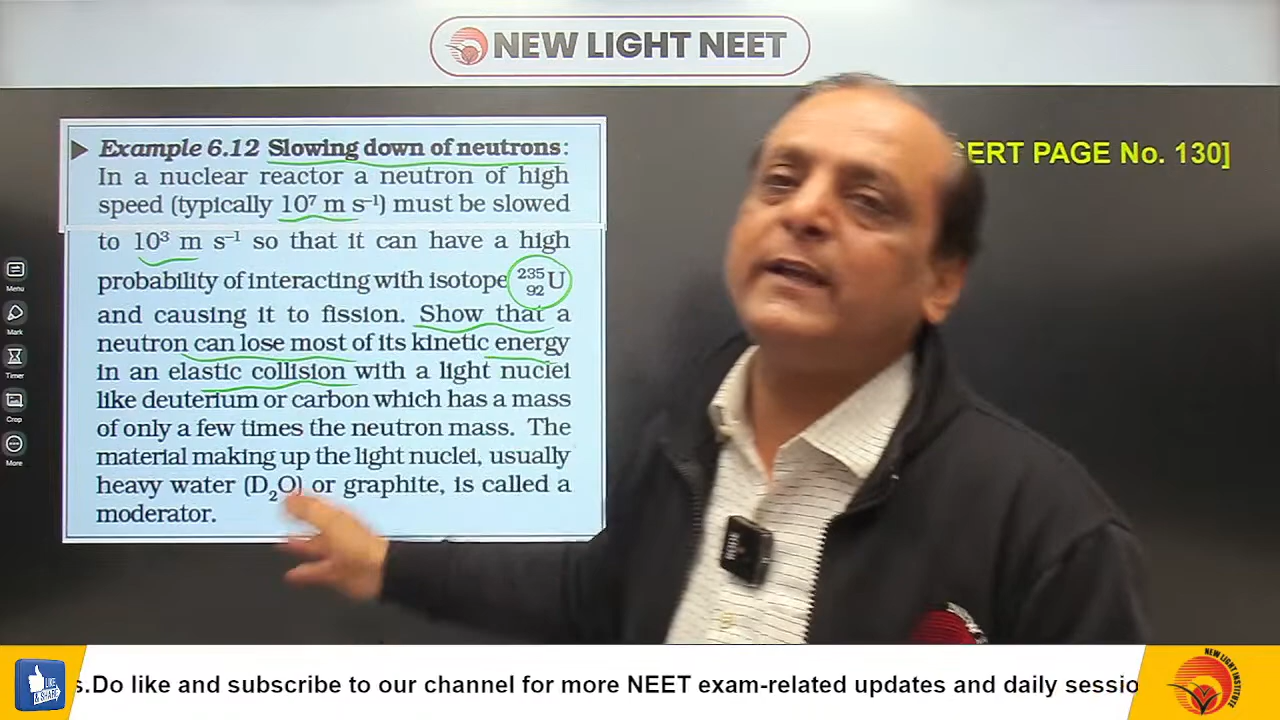 NEW LIGHT NEET
Example 6.12 Slowing down of neutrons:
In a nuclear reactor a neutron of high
speed (typically 10⁷ m s⁻¹) must be slowed
to 10³ m s⁻¹ so that it can have a high
probability of interacting with isotope ²³⁵₉₂U
and causing it to fission. Show that a
neutron can lose most of its kinetic energy
in an elastic collision with a light nuclei
like deuterium or carbon which has a mass
of only a few times the neutron mass. The
material making up the light nuclei, usually
heavy water (D₂O) or graphite, is called a
moderator.
ERT PAGE No. 130]
Menu
Mark
Timer
Crop
More
LIKE
& SHARE
s.Do like and subscribe to our channel for more NEET exam-related updates and daily sessio
NEW LIGHT INSTITUTE